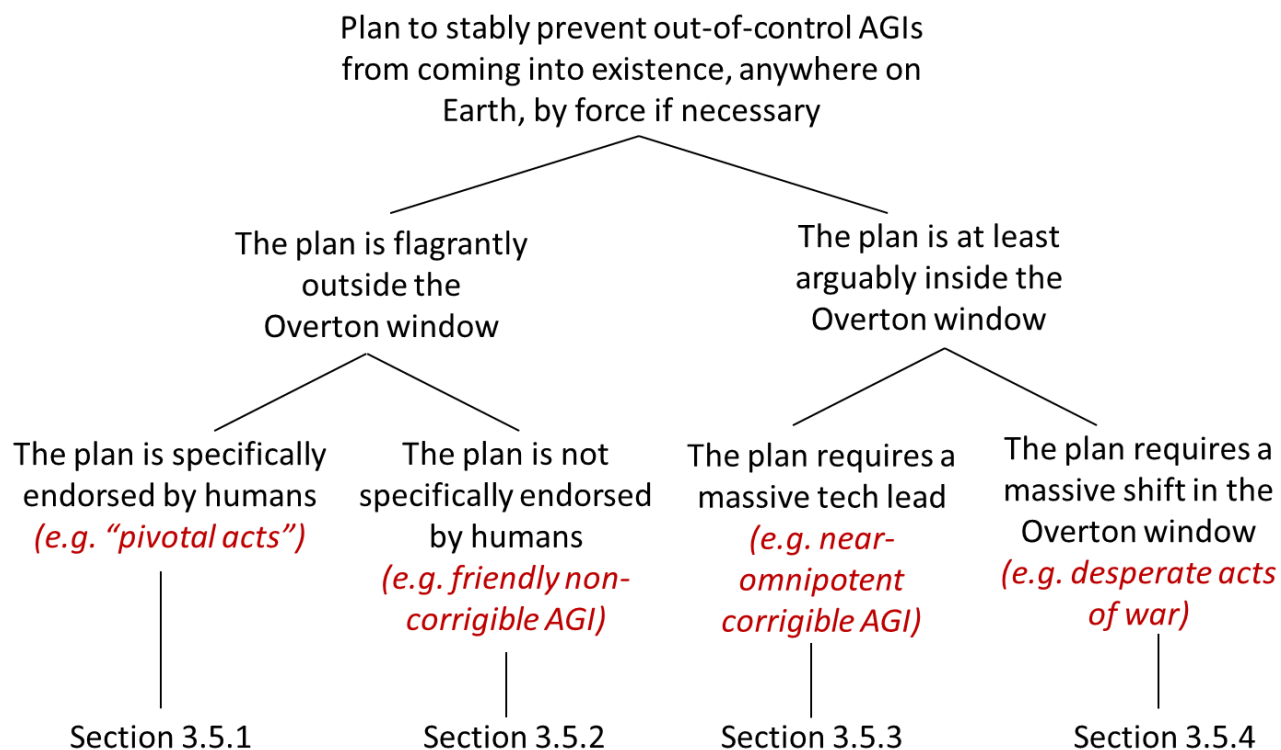 Plan to stably prevent out-of-control AGIs
from coming into existence, anywhere on
Earth, by force if necessary
The plan is flagrantly
outside the
Overton window
The plan is at least
arguably inside the
Overton window
The plan is specifically
endorsed by humans
(e.g. “pivotal acts”)
The plan is not
specifically endorsed
by humans
(e.g. friendly non-
corrigible AGI)
The plan requires a
massive tech lead
(e.g. near-
omnipotent
corrigible AGI)
The plan requires a
massive shift in the
Overton window
(e.g. desperate acts
of war)
Section 3.5.1
Section 3.5.2
Section 3.5.3
Section 3.5.4